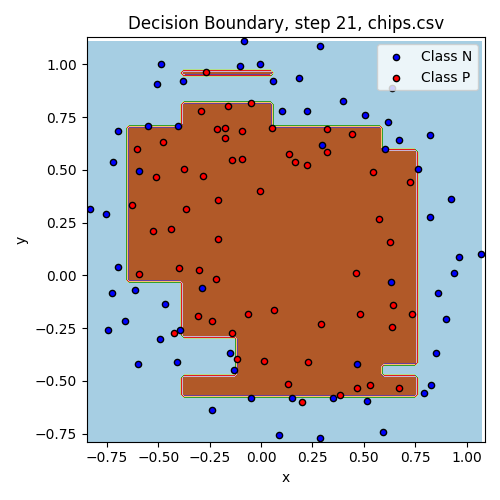 Decision Boundary, step 21, chips.csv
Class N
Class P
1.00
0.75
0.50
0.25
0.00
−0.25
−0.50
−0.75
y
−0.75 −0.50 −0.25 0.00 0.25 0.50 0.75 1.00
x